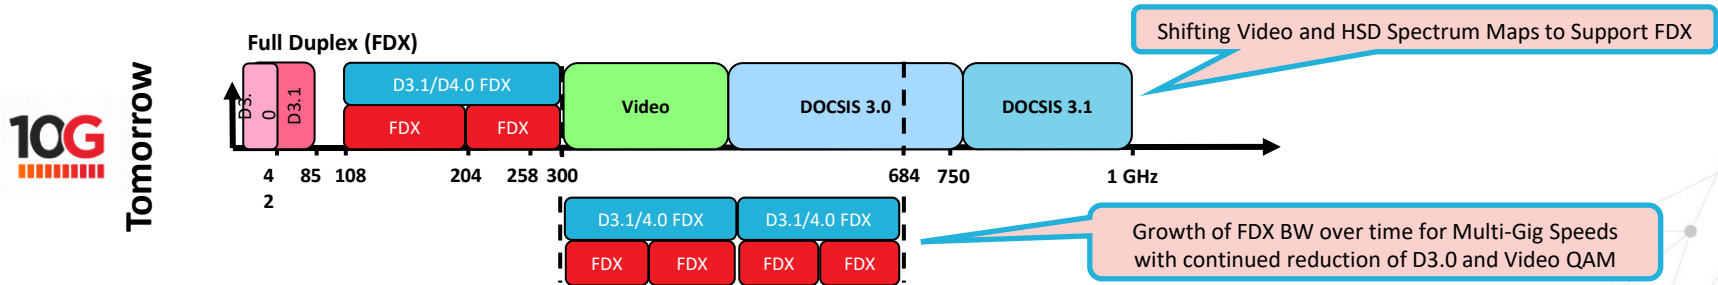 Full Duplex (FDX)
Shifting Video and HSD Spectrum Maps to Support FDX
10G
Tomorrow
D3.
0
D3.1
D3.1/D4.0 FDX
FDX
FDX
Video
DOCSIS 3.0
DOCSIS 3.1
4
2
85
108
204
258
300
684
750
1 GHz
D3.1/4.0 FDX
D3.1/4.0 FDX
FDX
FDX
FDX
FDX
Growth of FDX BW over time for Multi-Gig Speeds
with continued reduction of D3.0 and Video QAM